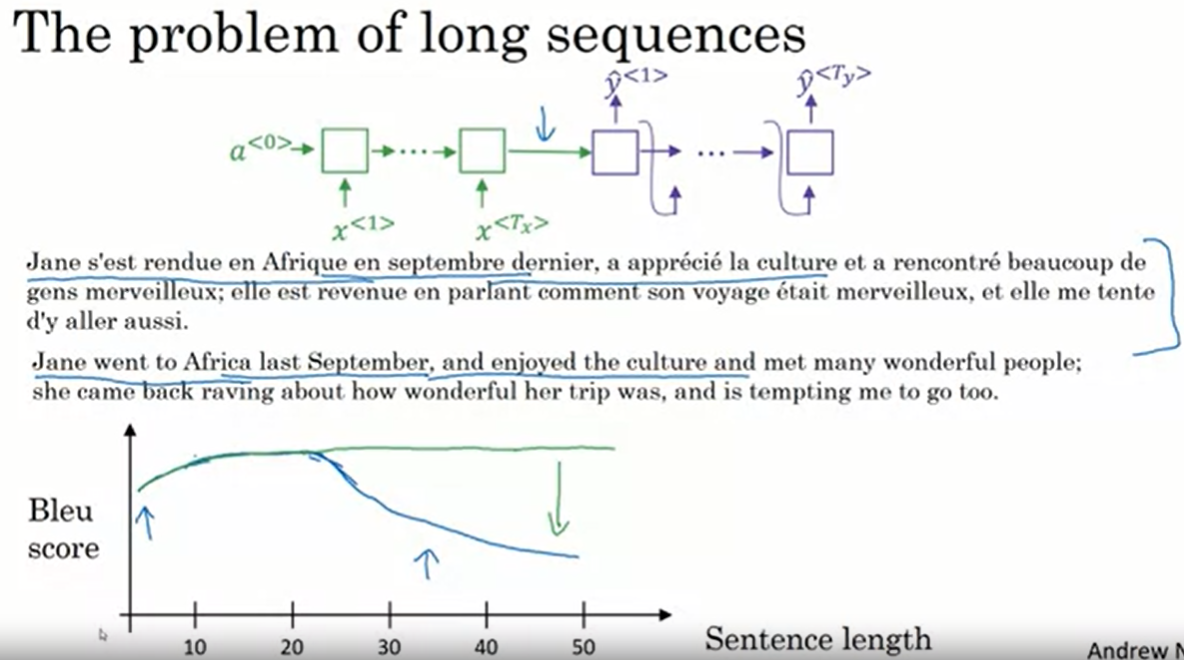 The problem of long sequences
ŷ<1> ŷ<Ty>
a<0>
x<1> x<Tx>
Jane s'est rendue en Afrique en septembre dernier, a apprécié la culture et a rencontré beaucoup de
gens merveilleux; elle est revenue en parlant comment son voyage était merveilleux, et elle me tente
d'y aller aussi.
Jane went to Africa last September, and enjoyed the culture and met many wonderful people;
she came back raving about how wonderful her trip was, and is tempting me to go too.
Bleu
score
10 20 30 40 50
Sentence length
Andrew N